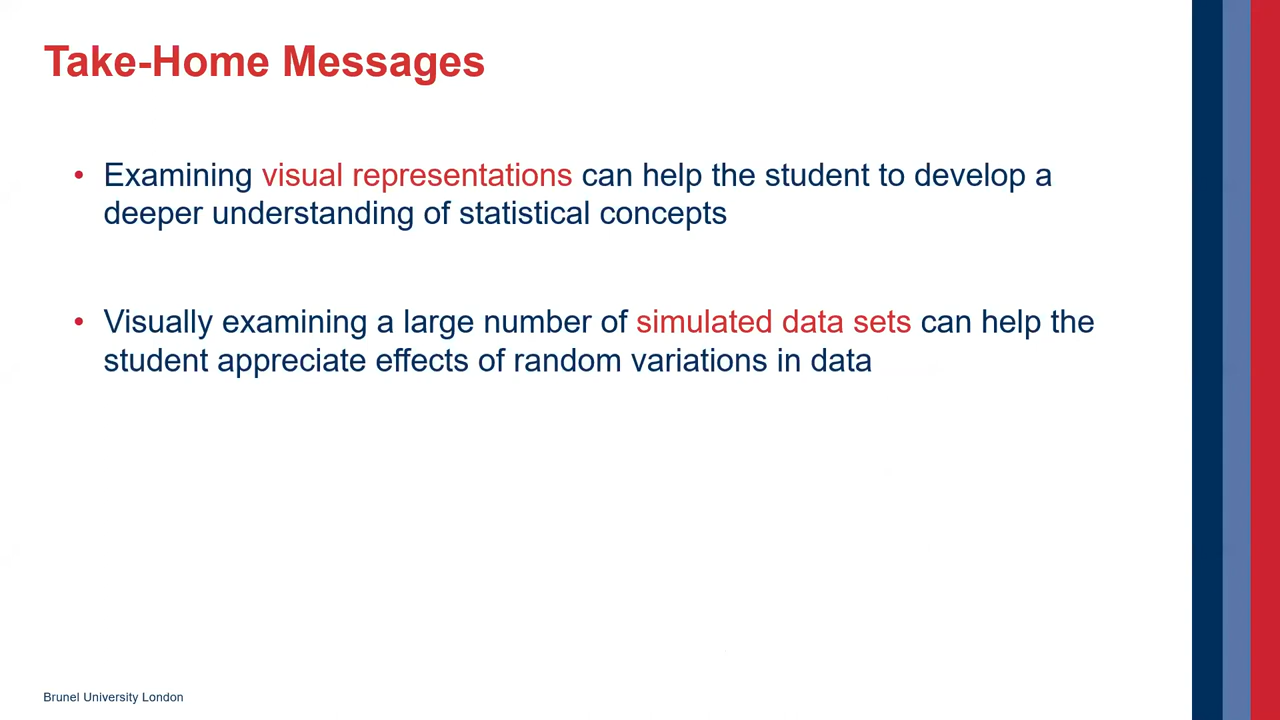 Take-Home Messages
• Examining visual representations can help the student to develop a
deeper understanding of statistical concepts
• Visually examining a large number of simulated data sets can help the
student appreciate effects of random variations in data
Brunel University London